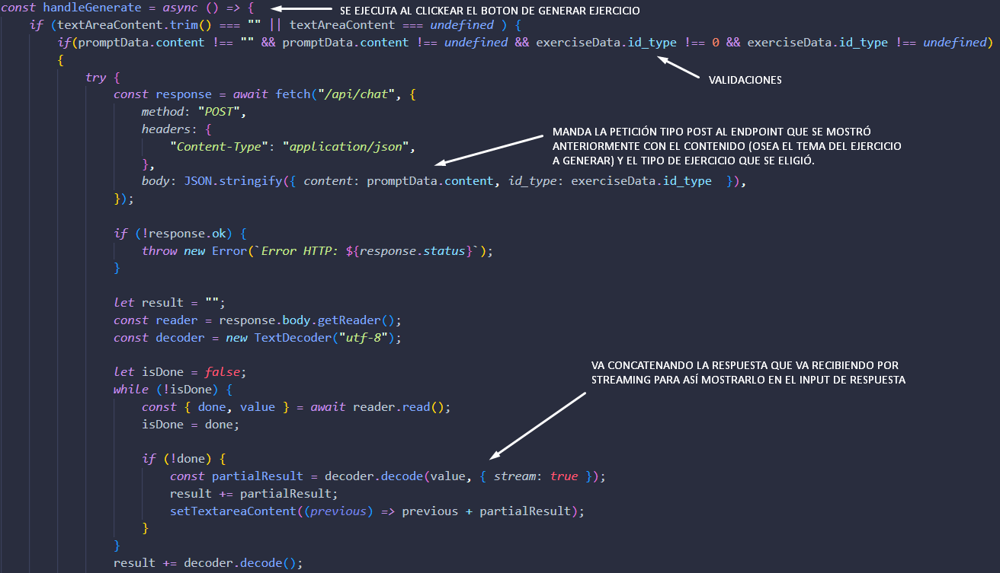 const handleGenerate = async () => {
SE EJECUTA AL CLICKEAR EL BOTON DE GENERAR EJERCICIO
if (textAreaContent.trim() === "" || textAreaContent === undefined ) {
if(promptData.content !== "" && promptData.content !== undefined && exerciseData.id_type !== 0 && exerciseData.id_type !== undefined)
{
try {
VALIDACIONES
const response = await fetch("/api/chat", {
method: "POST",
headers: {
"Content-Type": "application/json",
},
MANDA LA PETICIÓN TIPO POST AL ENDPOINT QUE SE MOSTRÓ
ANTERIORMENTE CON EL CONTENIDO (OSEA EL TEMA DEL EJERCICIO
A GENERAR) Y EL TIPO DE EJERCICIO QUE SE ELIGIÓ.
body: JSON.stringify({ content: promptData.content, id_type: exerciseData.id_type  }),
});
if (!response.ok) {
throw new Error(`Error HTTP: ${response.status}`);
}
let result = "";
const reader = response.body.getReader();
const decoder = new TextDecoder("utf-8");
VA CONCATENANDO LA RESPUESTA QUE VA RECIBIENDO POR
STREAMING PARA ASÍ MOSTRARLO EN EL INPUT DE RESPUESTA
let isDone = false;
while (!isDone) {
const { done, value } = await reader.read();
isDone = done;
if (!done) {
const partialResult = decoder.decode(value, { stream: true });
result += partialResult;
setTextareaContent((previous) => previous + partialResult);
}
}
result += decoder.decode();